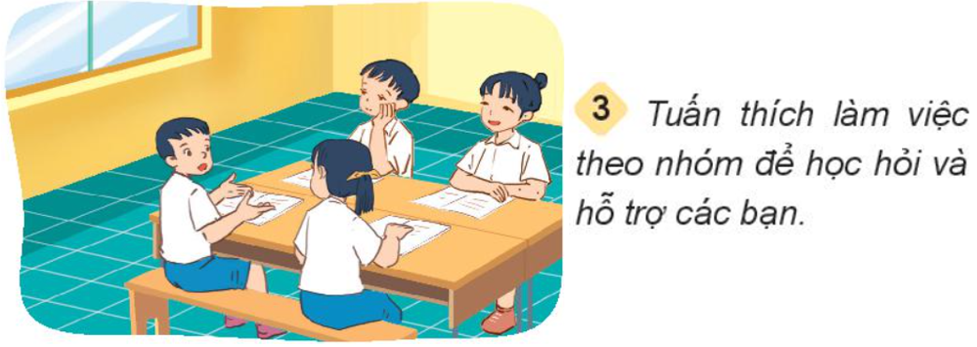 3 Tuấn thích làm việc
theo nhóm để học hỏi và
hỗ trợ các bạn.